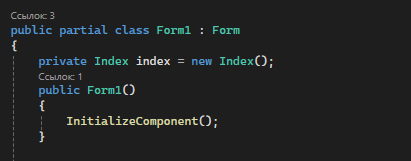 Ссылок: 3
public partial class Form1 : Form
{
private Index index = new Index();
Ссылок: 1
public Form1()
{
InitializeComponent();
}